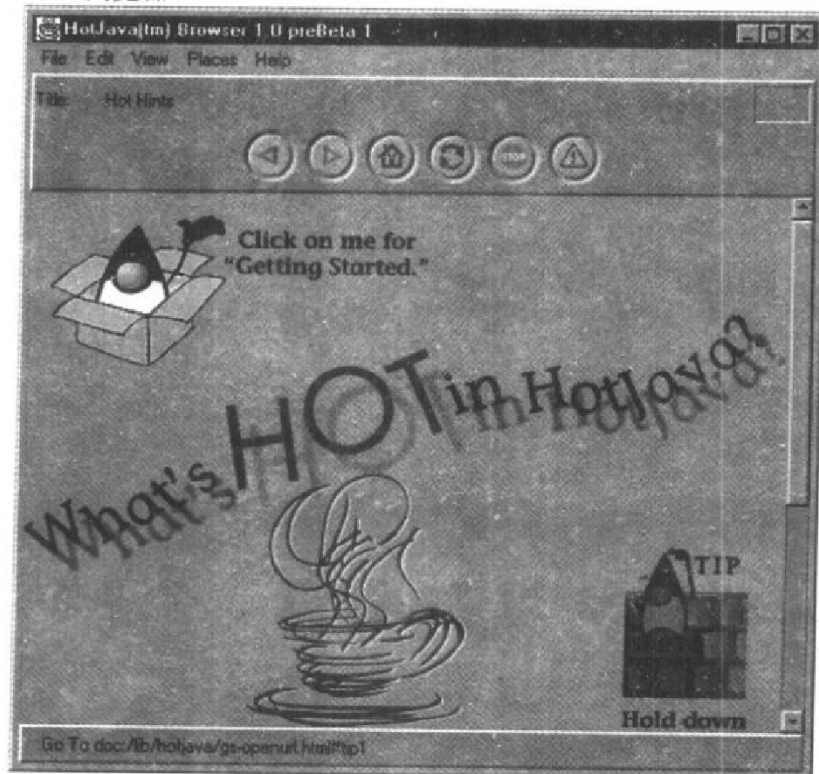 HotJava(tm) Browser 1.0 preBeta 1
File Edit View Places Help
Title: Hot Hints
STOP
Click on me for
"Getting Started."
What's HOT in HotJava?
TIP
Hold down
Go To doc:/lib/hotjava/gs-openurl.html#tip1